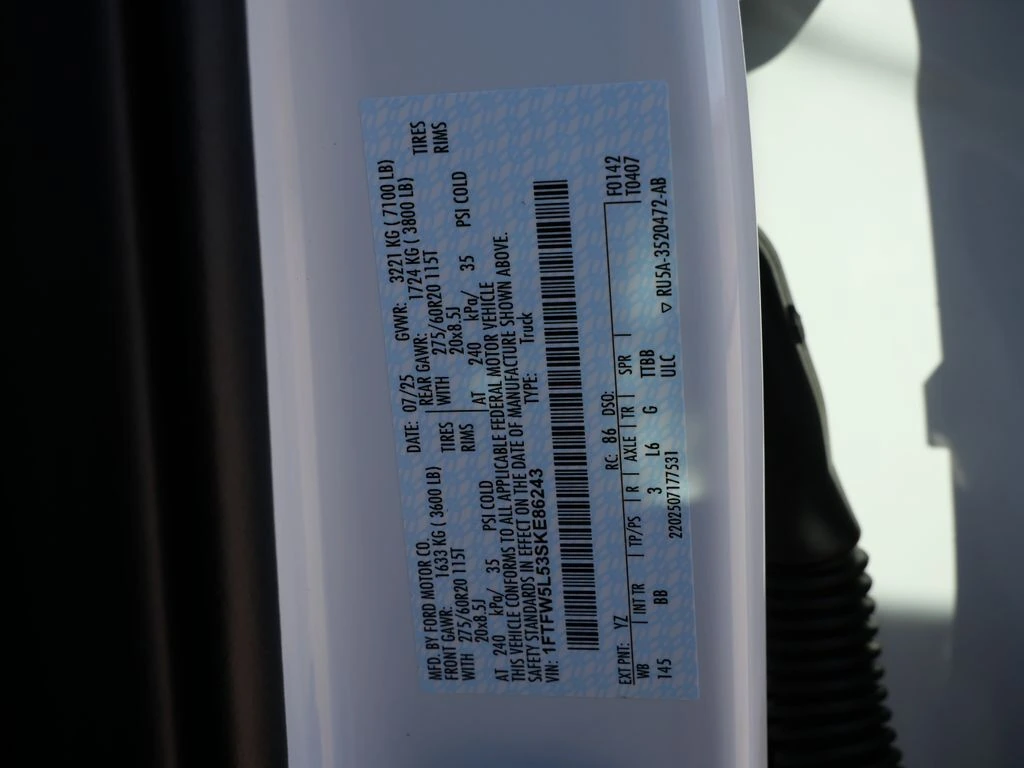 MFD. BY FORD MOTOR CO. DATE: 07/25 GVWR: 3221 KG ( 7100 LB)
FRONT GAWR: 1633 KG ( 3600 LB) REAR GAWR: 1724 KG ( 3800 LB)
WITH 275/60R20 115T TIRES WITH 275/60R20 115T TIRES
20x8.5J RIMS 20x8.5J RIMS
AT 240 kPa/ 35 PSI COLD AT 240 kPa/ 35 PSI COLD
THIS VEHICLE CONFORMS TO ALL APPLICABLE FEDERAL MOTOR VEHICLE
SAFETY STANDARDS IN EFFECT ON THE DATE OF MANUFACTURE SHOWN ABOVE.
VIN: 1FTFW5L53SKE86243 TYPE: Truck
EXT PNT: YZ RC: 86 DSO: F0142
WB INT TR TP/PS R AXLE TR SPR T0407
145 BB 3 L6 G TTBB
2202507177531 ULC ▽ RU5A-3520472-AB